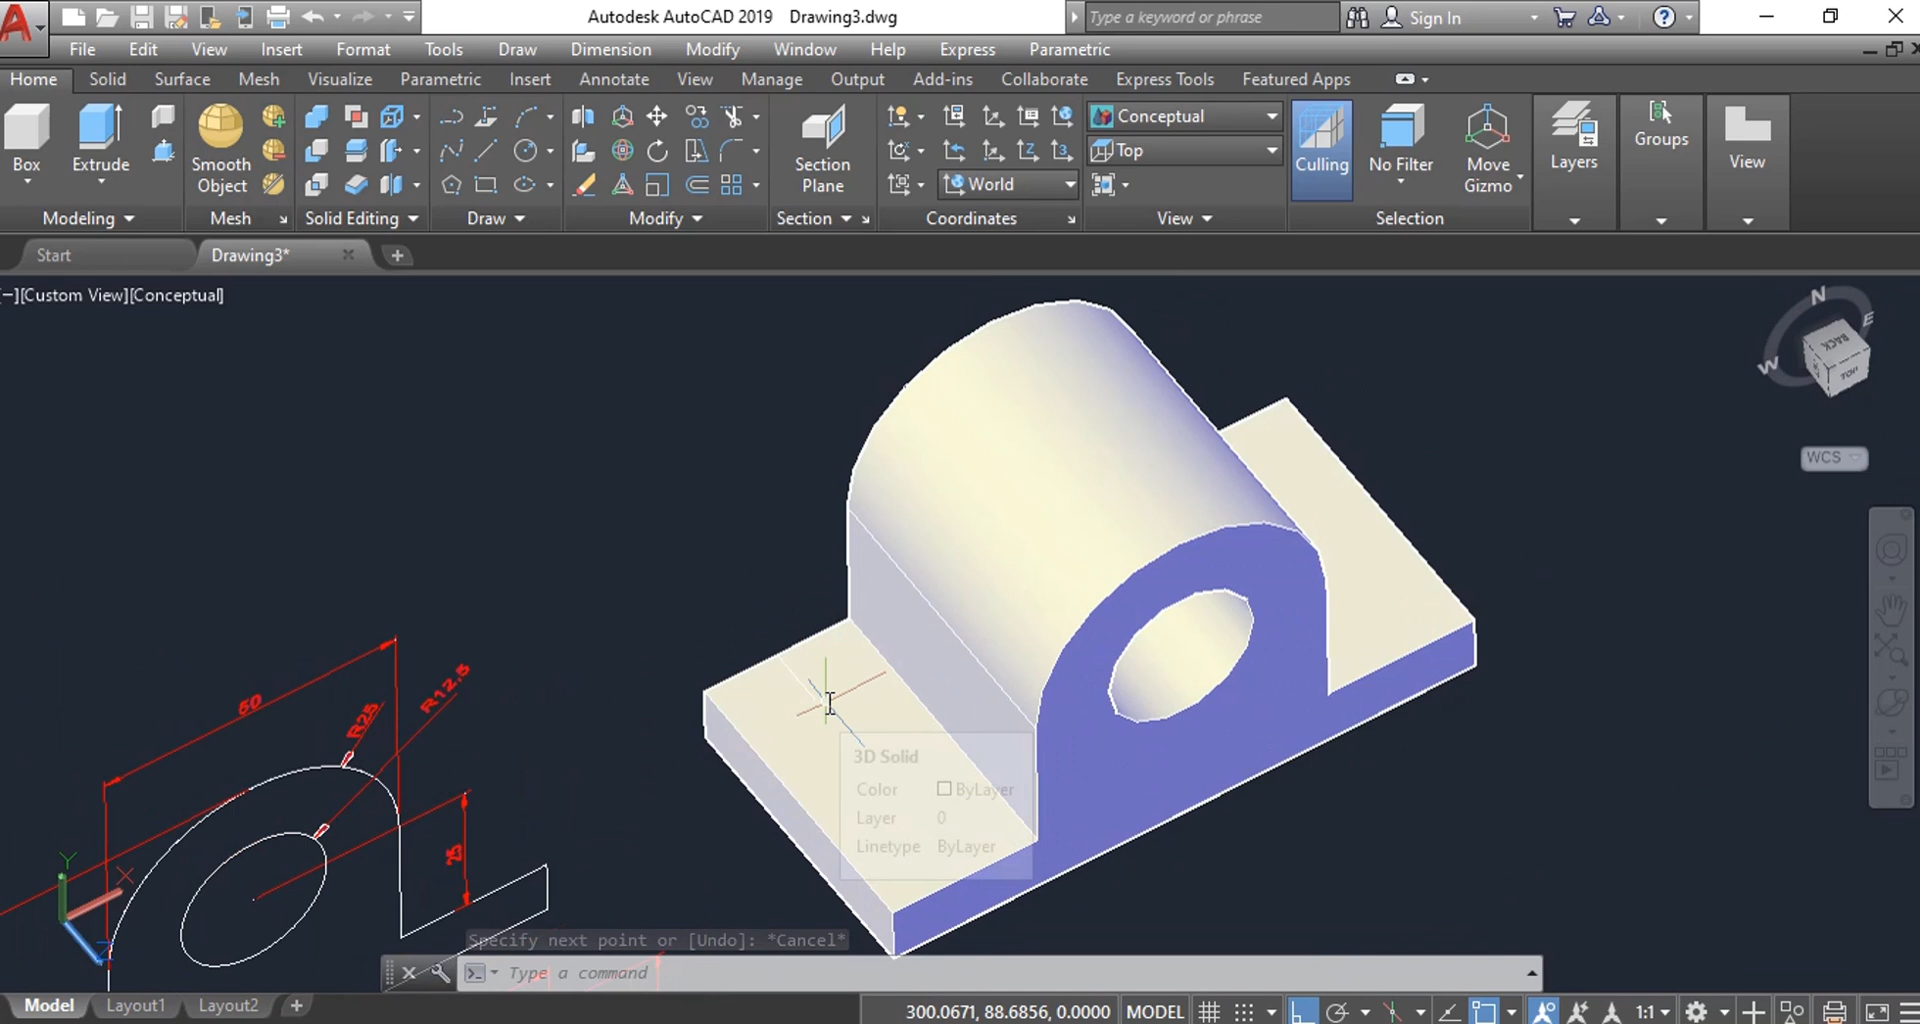 Autodesk AutoCAD 2019 Drawing3.dwg
Type a keyword or phrase
Sign In
?
File Edit View Insert Format Tools Draw Dimension Modify Window Help Express Parametric
Home Solid Surface Mesh Visualize Parametric Insert Annotate View Manage Output Add-ins Collaborate Express Tools Featured Apps
Box
Extrude
Smooth
Object
Section
Plane
Conceptual
Top
World
Culling
No Filter
Move
Gizmo
Layers
Groups
View
Modeling
Mesh
Solid Editing
Draw
Modify
Section
Coordinates
View
Selection
Start
Drawing3*
[−][Custom View][Conceptual]
N
E
W
BACK
TOP
WCS
50
R25
R12,5
25
Y
X
3D Solid
Color ByLayer
Layer 0
Linetype ByLayer
Specify next point or [Undo]: *Cancel*
Type a command
Model Layout1 Layout2
300.0671, 88.6856, 0.0000 MODEL
1:1